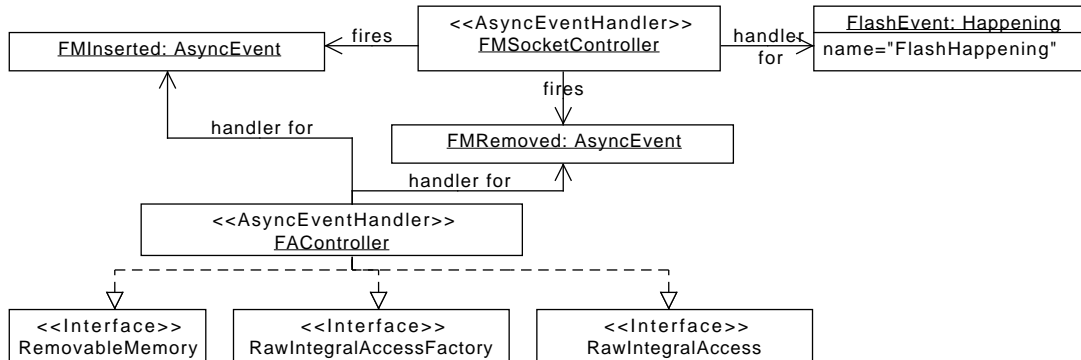 <<AsyncEventHandler>>
FMSocketController
FlashEvent: Happening
name="FlashHappening"
FMInserted: AsyncEvent
fires
handler
for
fires
handler for
FMRemoved: AsyncEvent
handler for
<<AsyncEventHandler>>
FAController
<<Interface>>
RemovableMemory
<<Interface>>
RawIntegralAccessFactory
<<Interface>>
RawIntegralAccess